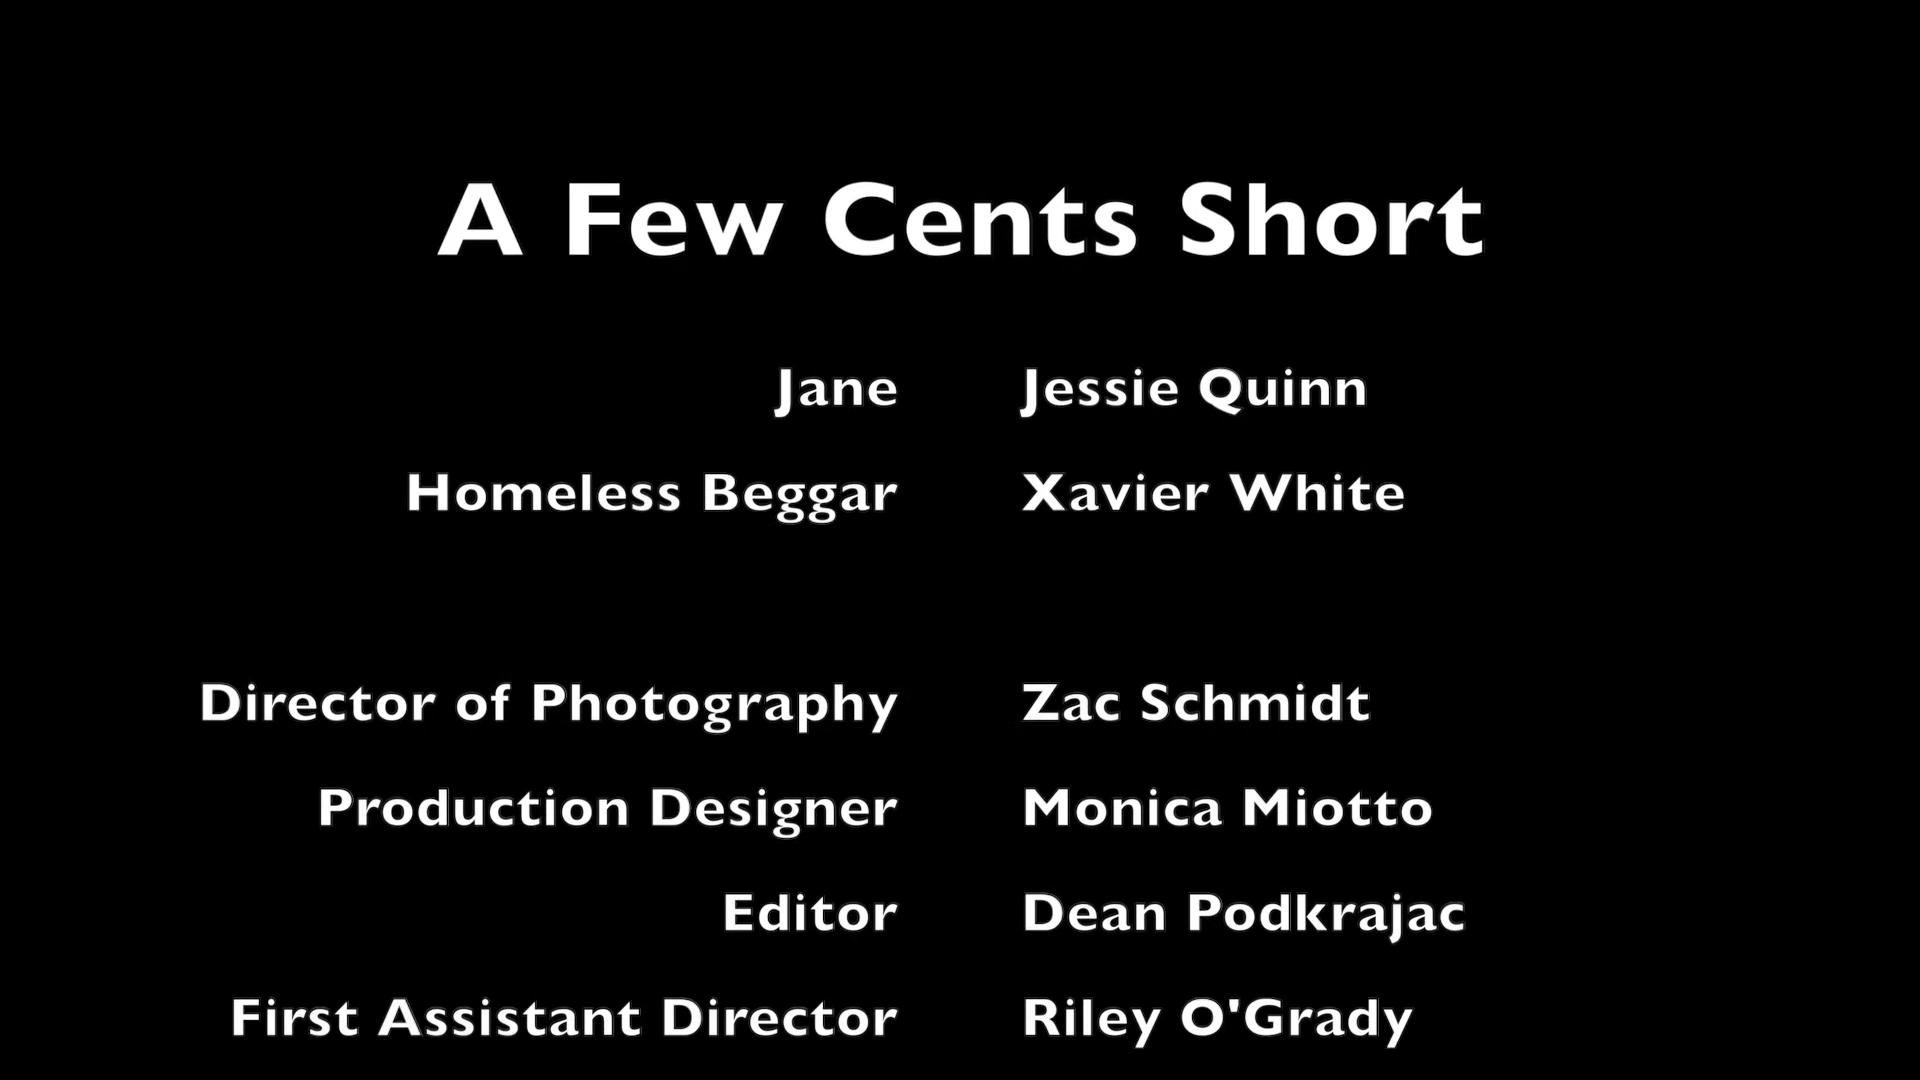 A Few Cents Short
Jane Jessie Quinn
Homeless Beggar Xavier White
Director of Photography Zac Schmidt
Production Designer Monica Miotto
Editor Dean Podkrajac
First Assistant Director Riley O'Grady